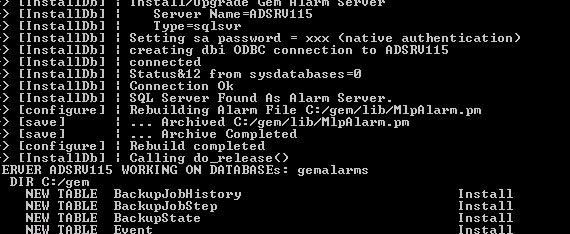 > [InstallDb] | Install/Upgrade Gem Alarm Server
> [InstallDb] | Server Name=ADSRV115
> [InstallDb] | Type=sqlsvr
> [InstallDb] | Setting sa password = xxx (native authentication)
> [InstallDb] | creating dbi ODBC connection to ADSRV115
> [InstallDb] | connected
> [InstallDb] | Status&12 from sysdatabases=0
> [InstallDb] | Connection Ok
> [InstallDb] | SQL Server Found As Alarm Server.
> [configure] | Rebuilding Alarm File C:/gem/lib/MlpAlarm.pm
> [save] | ... Archived C:/gem/lib/MlpAlarm.pm
> [save] | ... Archive Completed
> [configure] | Rebuild completed
> [InstallDb] | Calling do_release()
ERVER ADSRV115 WORKING ON DATABASEs: gemalarms
DIR C:/gem
NEW TABLE BackupJobHistory Install
NEW TABLE BackupJobStep Install
NEW TABLE BackupState Install
NEW TABLE Event Install